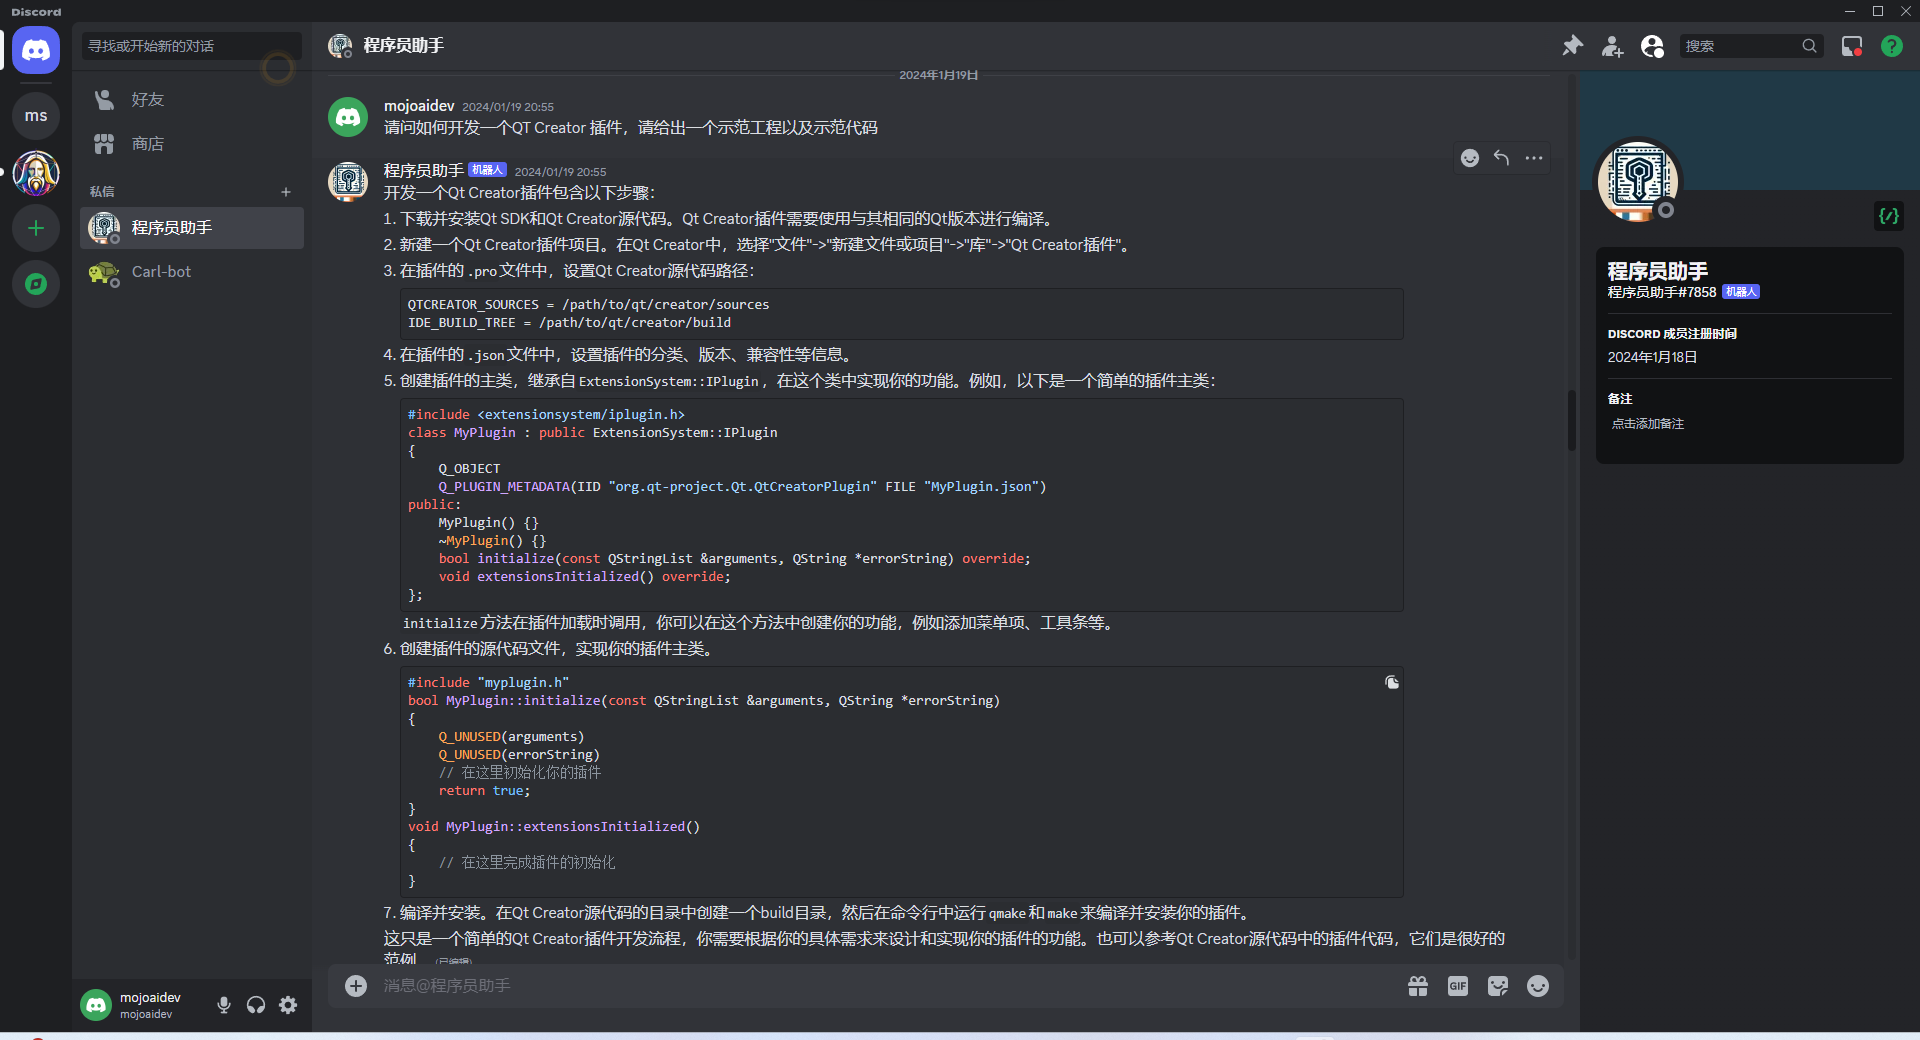 Discord
寻找或开始新的对话
程序员助手
搜索
ms
好友
商店
私信
程序员助手
Carl-bot
2024年1月19日
mojoaidev 2024/01/19 20:55
请问如何开发一个QT Creator 插件，请给出一个示范工程以及示范代码
程序员助手 机器人 2024/01/19 20:55
开发一个Qt Creator插件包含以下步骤：
1. 下载并安装Qt SDK和Qt Creator源代码。Qt Creator插件需要使用与其相同的Qt版本进行编译。
2. 新建一个Qt Creator插件项目。在Qt Creator中，选择"文件"->"新建文件或项目"->"库"->"Qt Creator插件"。
3. 在插件的 .pro 文件中，设置Qt Creator源代码路径：
QTCREATOR_SOURCES = /path/to/qt/creator/sources
IDE_BUILD_TREE = /path/to/qt/creator/build
4. 在插件的 .json 文件中，设置插件的分类、版本、兼容性等信息。
5. 创建插件的主类，继承自 ExtensionSystem::IPlugin ，在这个类中实现你的功能。例如，以下是一个简单的插件主类：
#include <extensionsystem/iplugin.h>
class MyPlugin : public ExtensionSystem::IPlugin
{
    Q_OBJECT
    Q_PLUGIN_METADATA(IID "org.qt-project.Qt.QtCreatorPlugin" FILE "MyPlugin.json")
public:
    MyPlugin() {}
    ~MyPlugin() {}
    bool initialize(const QStringList &arguments, QString *errorString) override;
    void extensionsInitialized() override;
};
initialize 方法在插件加载时调用，你可以在这个方法中创建你的功能，例如添加菜单项、工具条等。
6. 创建插件的源代码文件，实现你的插件主类。
#include "myplugin.h"
bool MyPlugin::initialize(const QStringList &arguments, QString *errorString)
{
    Q_UNUSED(arguments)
    Q_UNUSED(errorString)
    // 在这里初始化你的插件
    return true;
}
void MyPlugin::extensionsInitialized()
{
    // 在这里完成插件的初始化
}
7. 编译并安装。在Qt Creator源代码的目录中创建一个build目录，然后在命令行中运行 qmake 和 make 来编译并安装你的插件。
这只是一个简单的Qt Creator插件开发流程，你需要根据你的具体需求来设计和实现你的插件的功能。也可以参考Qt Creator源代码中的插件代码，它们是很好的
范例 (已编辑)
消息@程序员助手
GIF
mojoaidev
mojoaidev
程序员助手
程序员助手#7858 机器人
DISCORD 成员注册时间
2024年1月18日
备注
点击添加备注